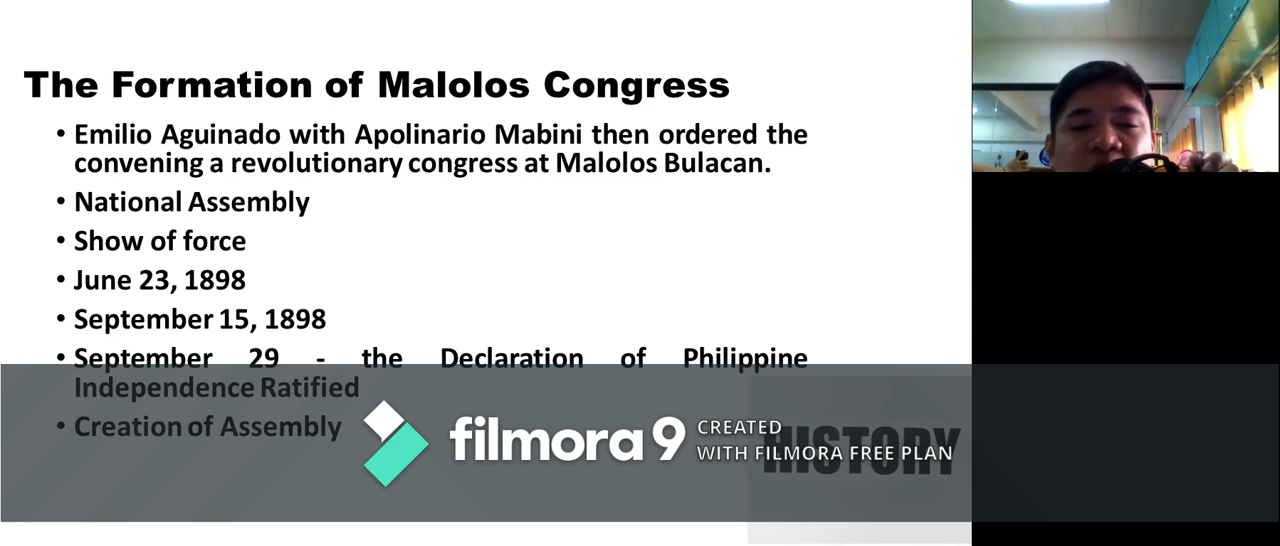 The Formation of Malolos Congress
• Emilio Aguinado with Apolinario Mabini then ordered the
convening a revolutionary congress at Malolos Bulacan.
• National Assembly
• Show of force
• June 23, 1898
• September 15, 1898
• September 29 - the Declaration of Philippine
Independence Ratified
• Creation of Assembly
filmora 9
CREATED
WITH FILMORA FREE PLAN
HISTORY